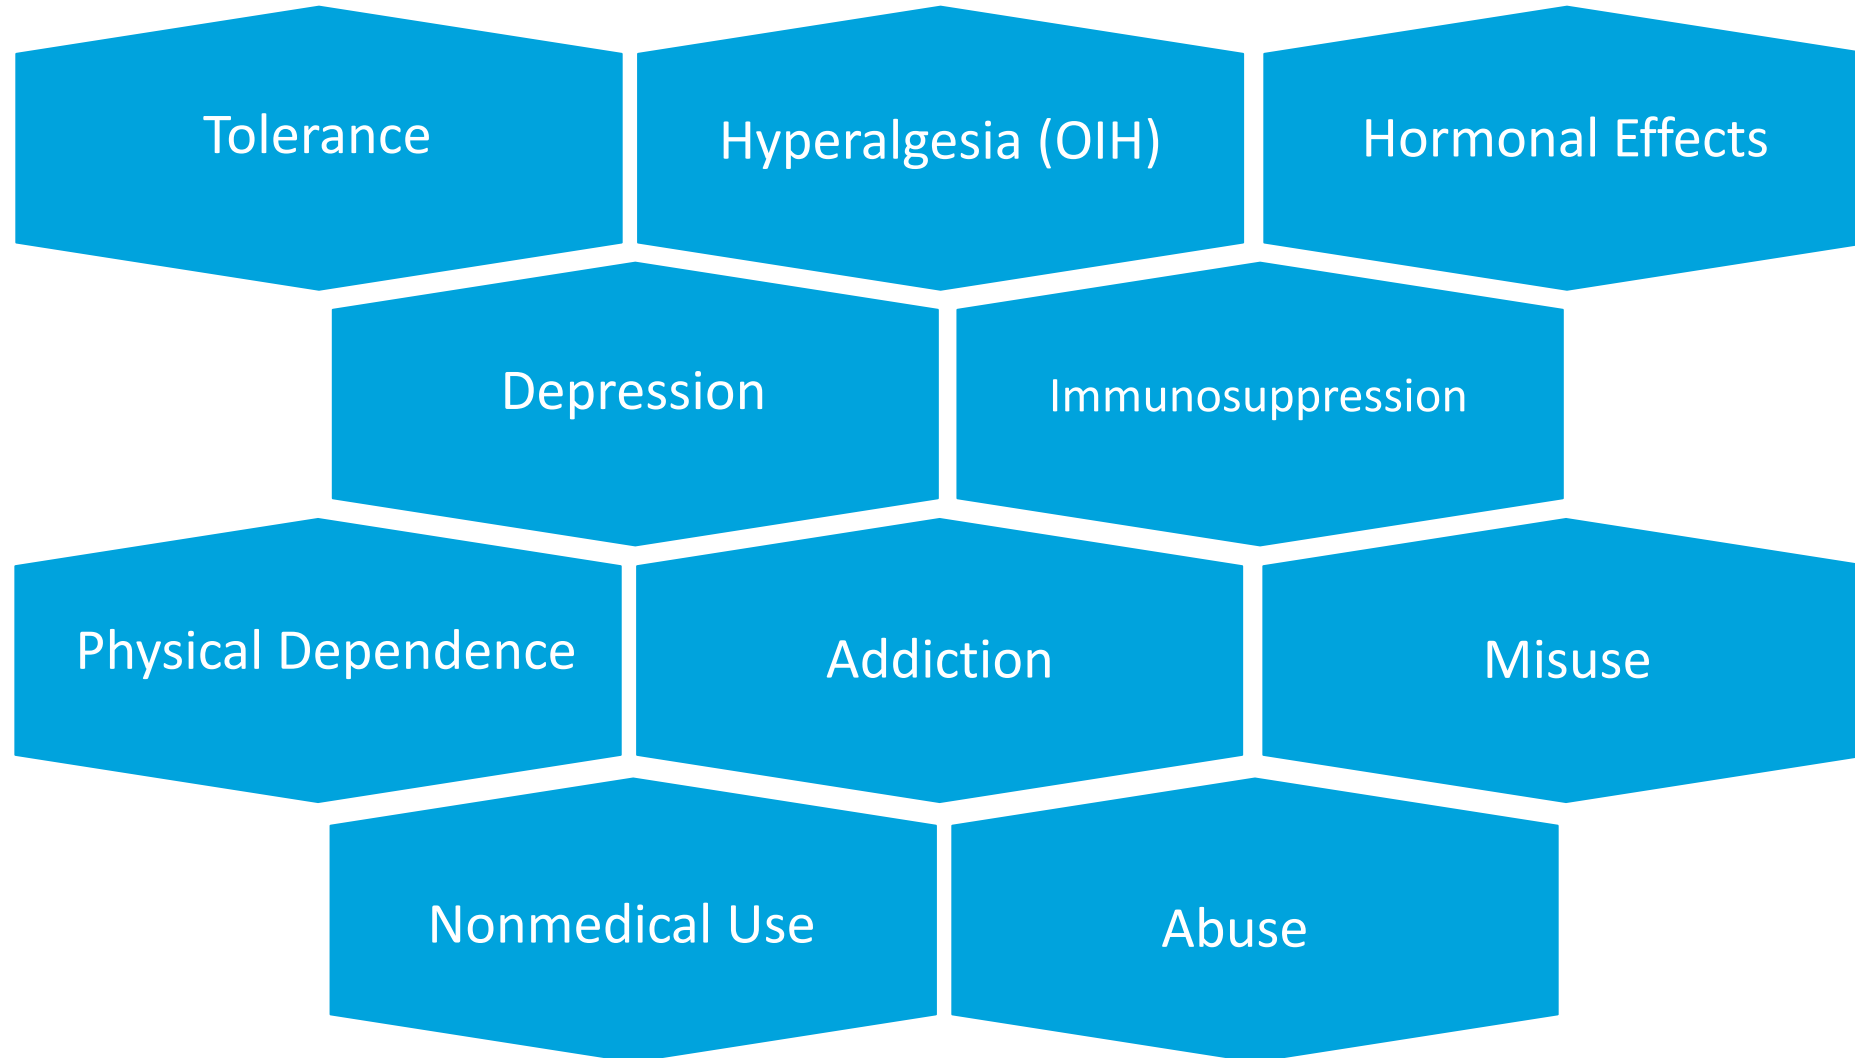 Tolerance
Hyperalgesia (OIH)
Hormonal Effects
Depression
Immunosuppression
Physical Dependence
Addiction
Misuse
Nonmedical Use
Abuse